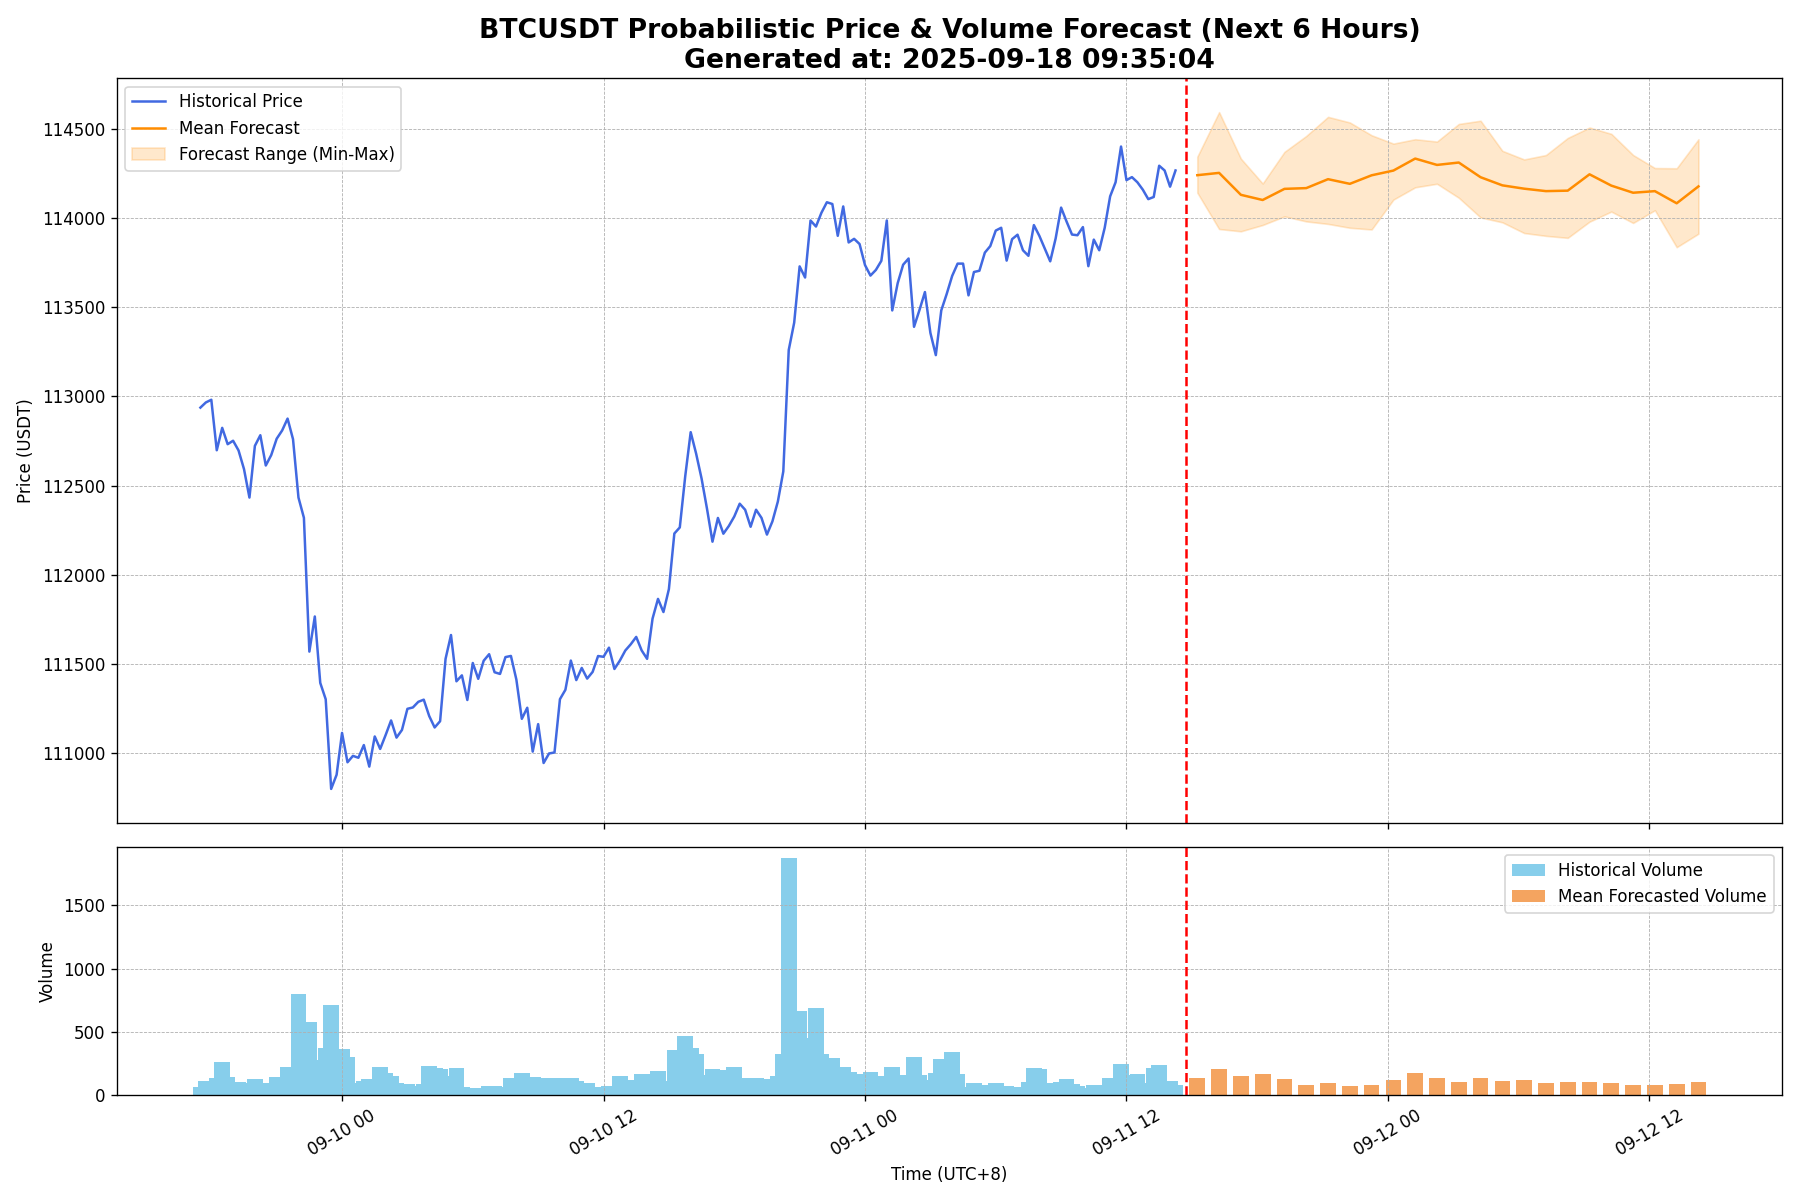 BTCUSDT Probabilistic Price & Volume Forecast (Next 6 Hours)
Generated at: 2025-09-18 09:35:04
Historical Price
Mean Forecast
Forecast Range (Min-Max)
114500
114000
113500
113000
112500
112000
111500
111000
Price (USDT)
Historical Volume
Mean Forecasted Volume
1500
1000
500
0
Volume
09-10 00
09-10 12
09-11 00
09-11 12
09-12 00
09-12 12
Time (UTC+8)